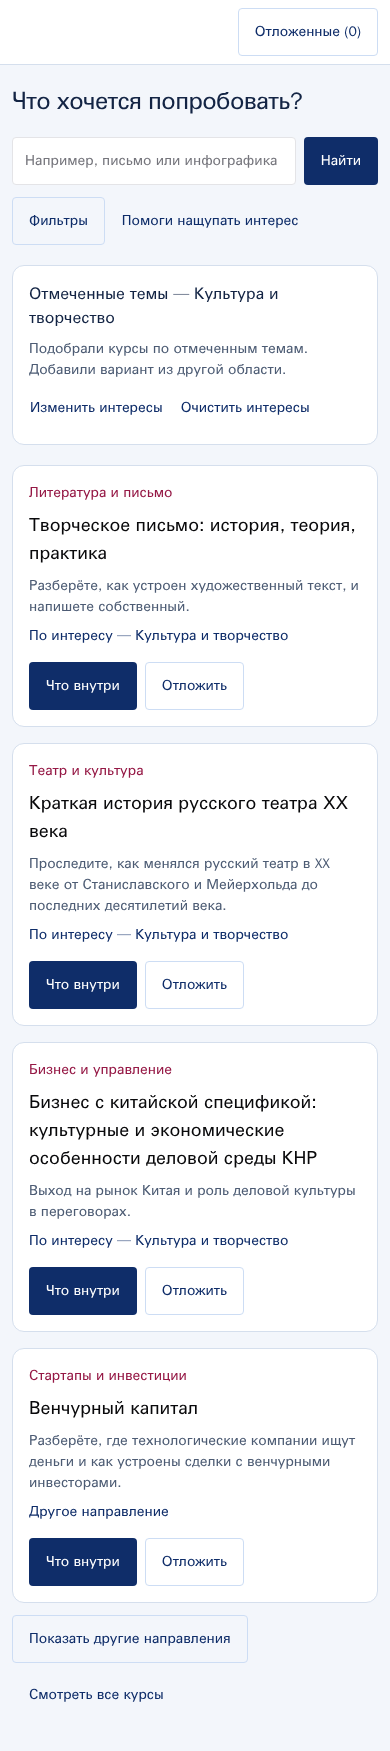 Отложенные (0)
Что хочется попробовать?
Например, письмо или инфографика
Найти
Фильтры
Помоги нащупать интерес
Отмеченные темы — Культура и
творчество
Подобрали курсы по отмеченным темам.
Добавили вариант из другой области.
Изменить интересы
Очистить интересы
Литература и письмо
Творческое письмо: история, теория,
практика
Разберёте, как устроен художественный текст, и
напишете собственный.
По интересу — Культура и творчество
Что внутри
Отложить
Театр и культура
Краткая история русского театра XX
века
Проследите, как менялся русский театр в XX
веке от Станиславского и Мейерхольда до
последних десятилетий века.
По интересу — Культура и творчество
Что внутри
Отложить
Бизнес и управление
Бизнес с китайской спецификой:
культурные и экономические
особенности деловой среды КНР
Выход на рынок Китая и роль деловой культуры
в переговорах.
По интересу — Культура и творчество
Что внутри
Отложить
Стартапы и инвестиции
Венчурный капитал
Разберёте, где технологические компании ищут
деньги и как устроены сделки с венчурными
инвесторами.
Другое направление
Что внутри
Отложить
Показать другие направления
Смотреть все курсы